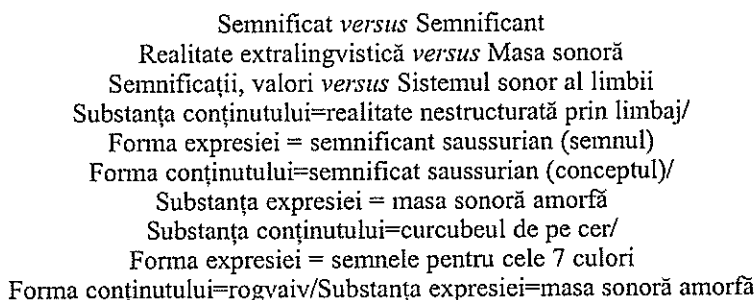 Semnificat versus Semnificant
Realitate extralingvistică versus Masa sonoră
Semnificații, valori versus Sistemul sonor al limbii
Substanța conținutului=realitate nestructurată prin limbaj/
Forma expresiei = semnificant saussurian (semnul)
Forma conținutului=semnificat saussurian (conceptul)/
Substanța expresiei = masa sonoră amorfă
Substanța conținutului=curcubeul de pe cer/
Forma expresiei = semnele pentru cele 7 culori
Forma conținutului=rogvaiv/Substanța expresiei=masa sonoră amorfă